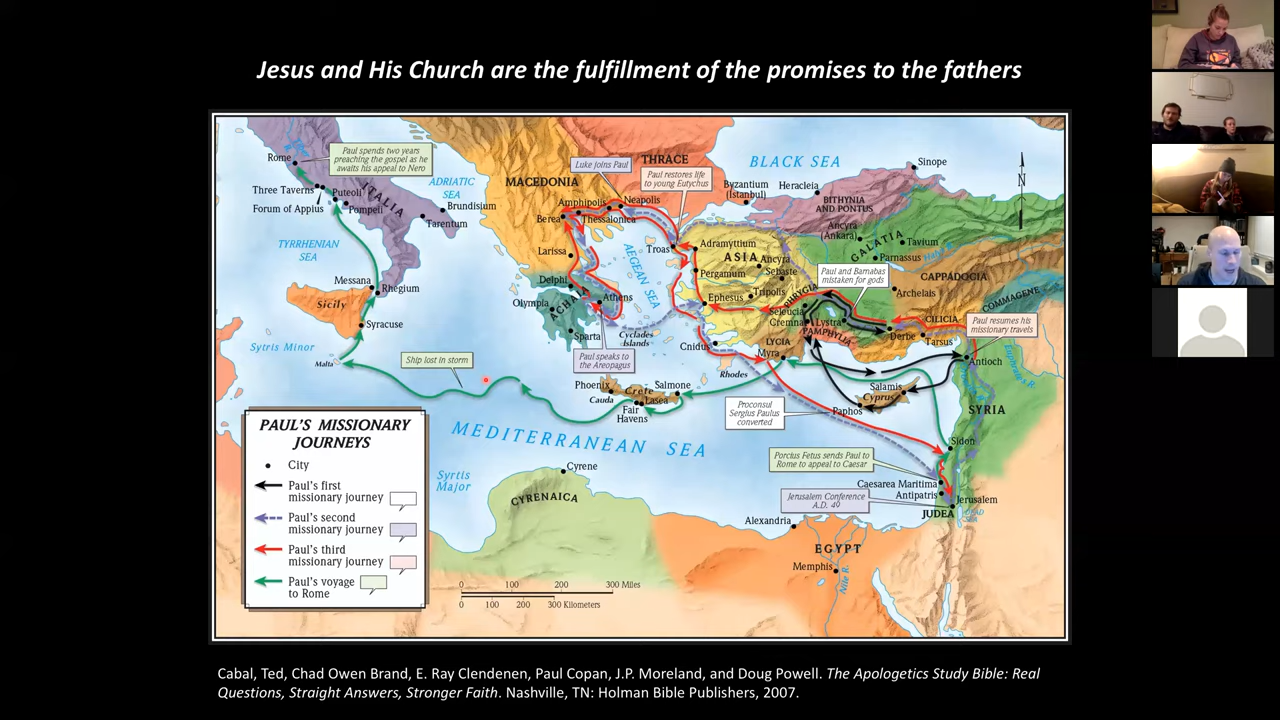 Jesus and His Church are the fulfillment of the promises to the fathers
Rome
Paul spends two years
preaching the gospel as he
awaits his appeal to Nero
Three Taverns
Forum of Appius
Puteoli
Pompeii
ITALIA
ADRIATIC
SEA
Brundisium
Tarentum
TYRRHENIAN
SEA
Messana
Rhegium
Sicily
Syracuse
Sytris Minor
Malta
Ship lost in storm
MACEDONIA
Luke joins Paul
THRACE
Paul restores life
to young Eutychus
Amphipolis
Neapolis
Berea
Thessalonica
Larissa
Delphi
Olympia
ACHAIA
Athens
Sparta
AEGEAN SEA
Cyclades
Islands
Paul speaks to
the Areopagus
BLACK SEA
Sinope
Byzantium
(Istanbul)
Heracleia
BITHYNIA
AND PONTUS
Ancyra
(Ankara)
GALATIA
Tavium
Parnassus
Troas
Adramyttium
ASIA
Ancyra
Pergamum
Sebaste
Tripolis
Ephesus
PHRYGIA
Paul and Barnabas
mistaken for gods
CAPPADOCIA
Archelais
COMMAGENE
Seleucia
Cremna
Lystra
PAMPHYLIA
CILICIA
Derbe
Tarsus
Paul resumes his
missionary travels
Antioch
Euphrates R.
Cnidus
LYCIA
Myra
Rhodes
Phoenix
Cauda
Crete
Salmone
Lasea
Fair
Havens
Salamis
Cyprus
Paphos
Proconsul
Sergius Paulus
converted
SYRIA
Sidon
MEDITERRANEAN SEA
Porcius Fetus sends Paul to
Rome to appeal to Caesar
Caesarea Maritima
Antipatris
Jerusalem Conference
A.D. 49
Jerusalem
JUDEA
DEAD
SEA
Syrtis
Major
Cyrene
CYRENAICA
Alexandria
EGYPT
Memphis
Nile R.
N
PAUL'S MISSIONARY
JOURNEYS
City
Paul's first
missionary journey
Paul's second
missionary journey
Paul's third
missionary journey
Paul's voyage
to Rome
0 100 200 300 Miles
0 100 200 300 Kilometers
Cabal, Ted, Chad Owen Brand, E. Ray Clendenen, Paul Copan, J.P. Moreland, and Doug Powell. The Apologetics Study Bible: Real
Questions, Straight Answers, Stronger Faith. Nashville, TN: Holman Bible Publishers, 2007.